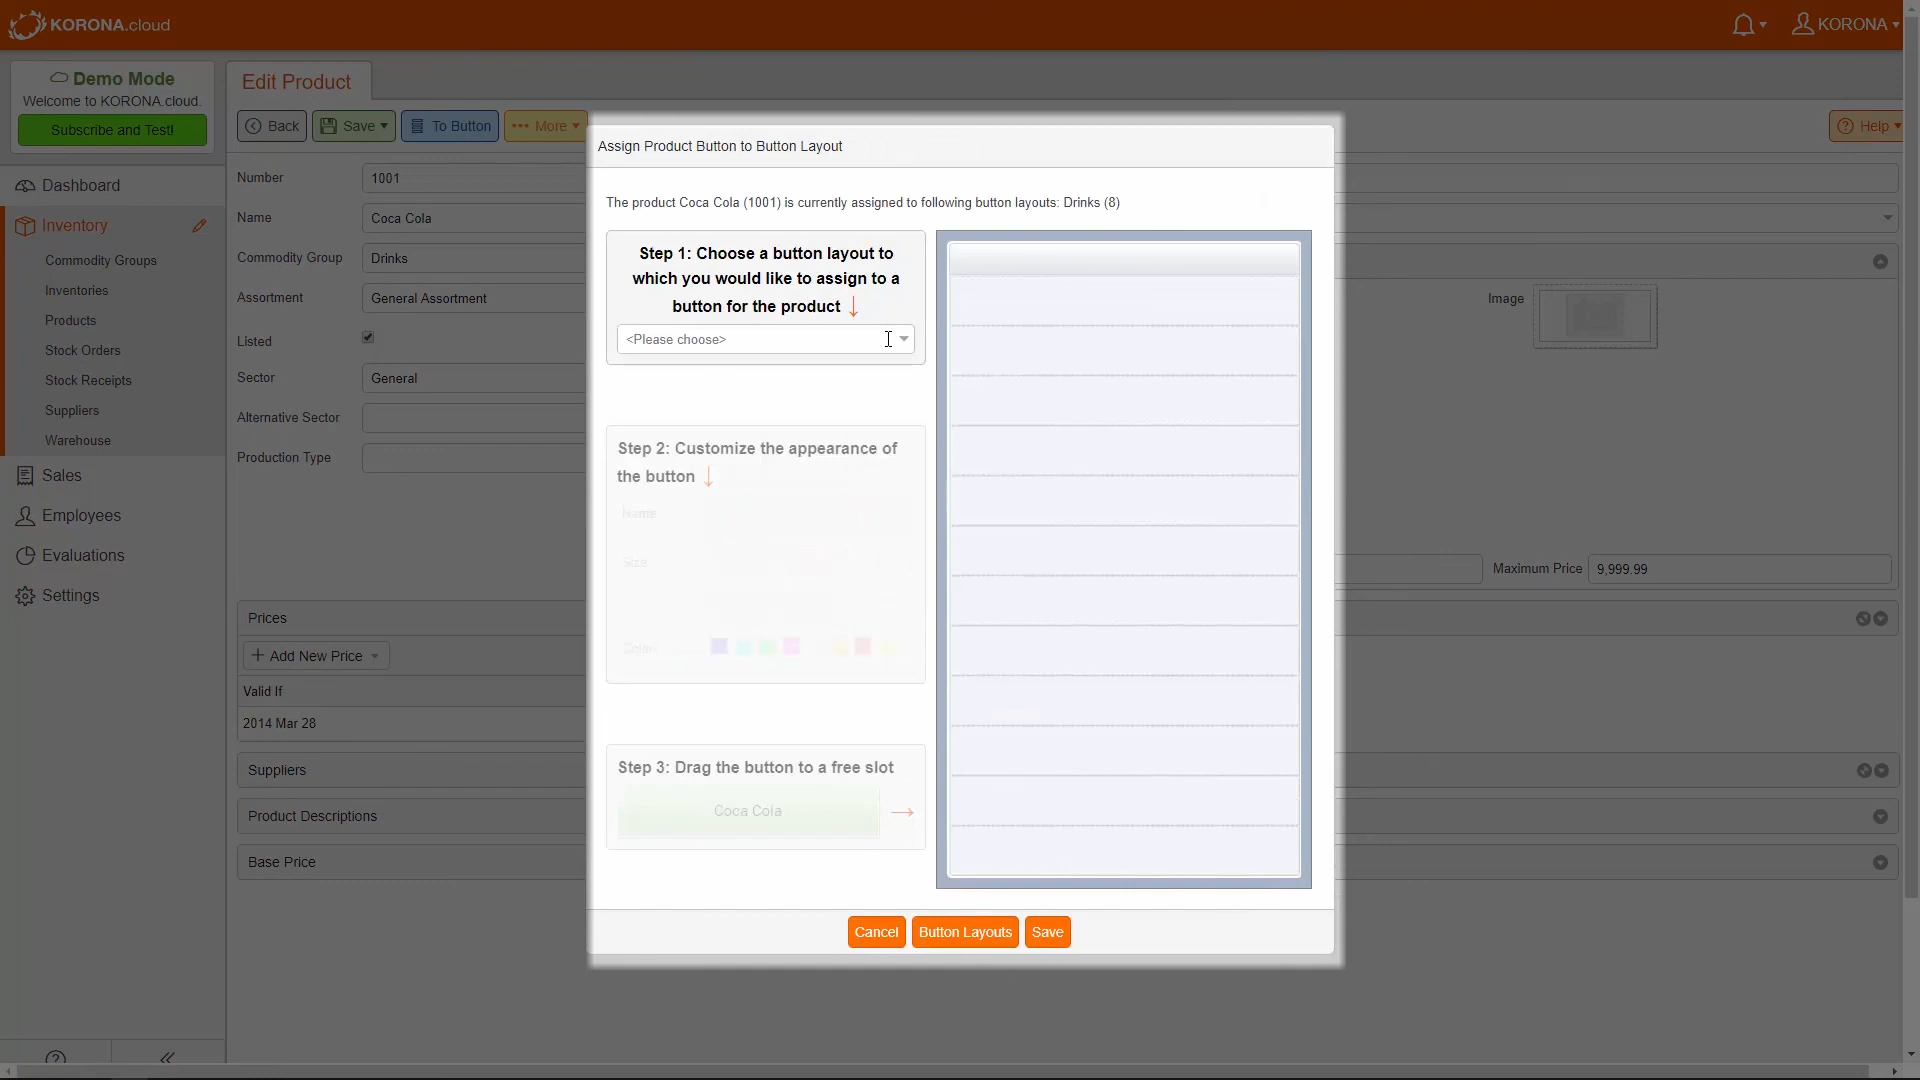 KORONA.cloud
KORONA
Demo Mode
Welcome to KORONA.cloud.
Subscribe and Test!
Dashboard
Inventory
Commodity Groups
Inventories
Products
Stock Orders
Stock Receipts
Suppliers
Warehouse
Sales
Employees
Evaluations
Settings
Edit Product
Back
Save
To Button
More
Help
Number
1001
Name
Coca Cola
Commodity Group
Drinks
Assortment
General Assortment
Listed
Sector
General
Alternative Sector
Production Type
Image
Maximum Price
9,999.99
Prices
Add New Price
Valid If
2014 Mar 28
Suppliers
Product Descriptions
Base Price
Assign Product Button to Button Layout
The product Coca Cola (1001) is currently assigned to following button layouts: Drinks (8)
Step 1: Choose a button layout to
which you would like to assign to a
button for the product
<Please choose>
Step 2: Customize the appearance of
the button
Name
Size
Color
Step 3: Drag the button to a free slot
Coca Cola
Cancel
Button Layouts
Save